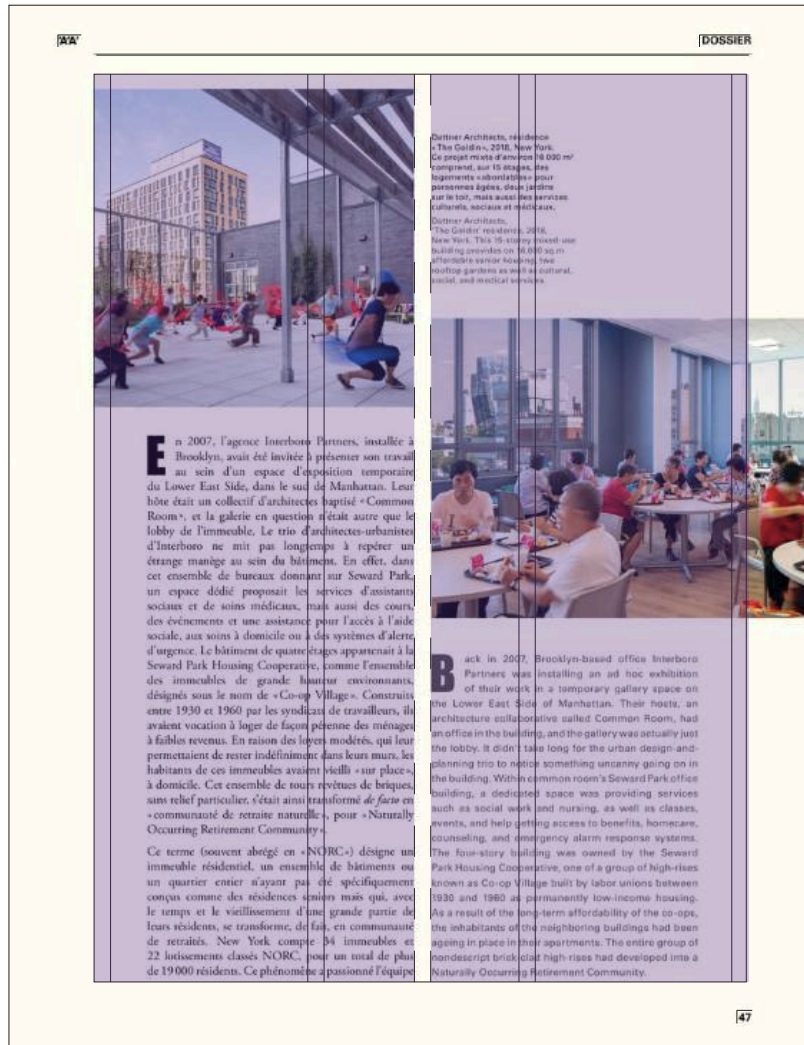 'AA'
DOSSIER
Dattner Architects, résidence
« The Goldin », 2018, New York.
Ce projet mixte d'environ 16 000 m²
comprend, sur 15 étages, des
logements « abordables » pour
personnes âgées, deux jardins
sur le toit, mais aussi des services
culturels, sociaux et médicaux.
Dattner Architects,
'The Goldin' residence, 2018,
New York. This 15-storey mixed-use
building provides on 16,000 sq.m
affordable senior housing, two
rooftop gardens as well as cultural,
social, and medical services.
En 2007, l'agence Interboro Partners, installée à
Brooklyn, avait été invitée à présenter son travail
au sein d'un espace d'exposition temporaire
du Lower East Side, dans le sud de Manhattan. Leur
hôte était un collectif d'architectes baptisé « Common
Room », et la galerie en question n'était autre que le
lobby de l'immeuble. Le trio d'architectes-urbanistes
d'Interboro ne mit pas longtemps à repérer un
étrange manège au sein du bâtiment. En effet, dans
cet ensemble de bureaux donnant sur Seward Park,
un espace dédié proposait les services d'assistants
sociaux et de soins médicaux, mais aussi des cours,
des événements et une assistance pour l'accès à l'aide
sociale, aux soins à domicile ou à des systèmes d'alerte
d'urgence. Le bâtiment de quatre étages appartenait à la
Seward Park Housing Cooperative, comme l'ensemble
des immeubles de grande hauteur environnants,
désignés sous le nom de « Co-op Village ». Construits
entre 1930 et 1960 par les syndicats de travailleurs, ils
avaient vocation à loger de façon pérenne des ménages
à faibles revenus. En raison des loyers modérés, qui leur
permettaient de rester indéfiniment dans leurs murs, les
habitants de ces immeubles avaient vieilli « sur place »,
à domicile. Cet ensemble de tours revêtues de briques,
sans relief particulier, s'était ainsi transformé de facto en
« communauté de retraite naturelle », pour « Naturally
Occurring Retirement Community ».
Ce terme (souvent abrégé en « NORC ») désigne un
immeuble résidentiel, un ensemble de bâtiments ou
un quartier entier n'ayant pas été spécifiquement
conçus comme des résidences seniors mais qui, avec
le temps et le vieillissement d'une grande partie de
leurs résidents, se transforme, de fait, en communauté
de retraités. New York compte 34 immeubles et
22 lotissements classés NORC, pour un total de plus
de 19 000 résidents. Ce phénomène a passionné l'équipe
Back in 2007, Brooklyn-based office Interboro
Partners was installing an ad hoc exhibition
of their work in a temporary gallery space on
the Lower East Side of Manhattan. Their hosts, an
architecture collaborative called Common Room, had
an office in the building, and the gallery was actually just
the lobby. It didn't take long for the urban design-and-
planning trio to notice something uncanny going on in
the building. Within common room's Seward Park office
building, a dedicated space was providing services
such as social work and nursing, as well as classes,
events, and help getting access to benefits, homecare,
counseling, and emergency alarm response systems.
The four-story building was owned by the Seward
Park Housing Cooperative, one of a group of high-rises
known as Co-op Village built by labor unions between
1930 and 1960 as permanently low-income housing.
As a result of the long-term affordability of the co-ops,
the inhabitants of the neighboring buildings had been
ageing in place in their apartments. The entire group of
nondescript brick-clad high-rises had developed into a
Naturally Occurring Retirement Community.
47